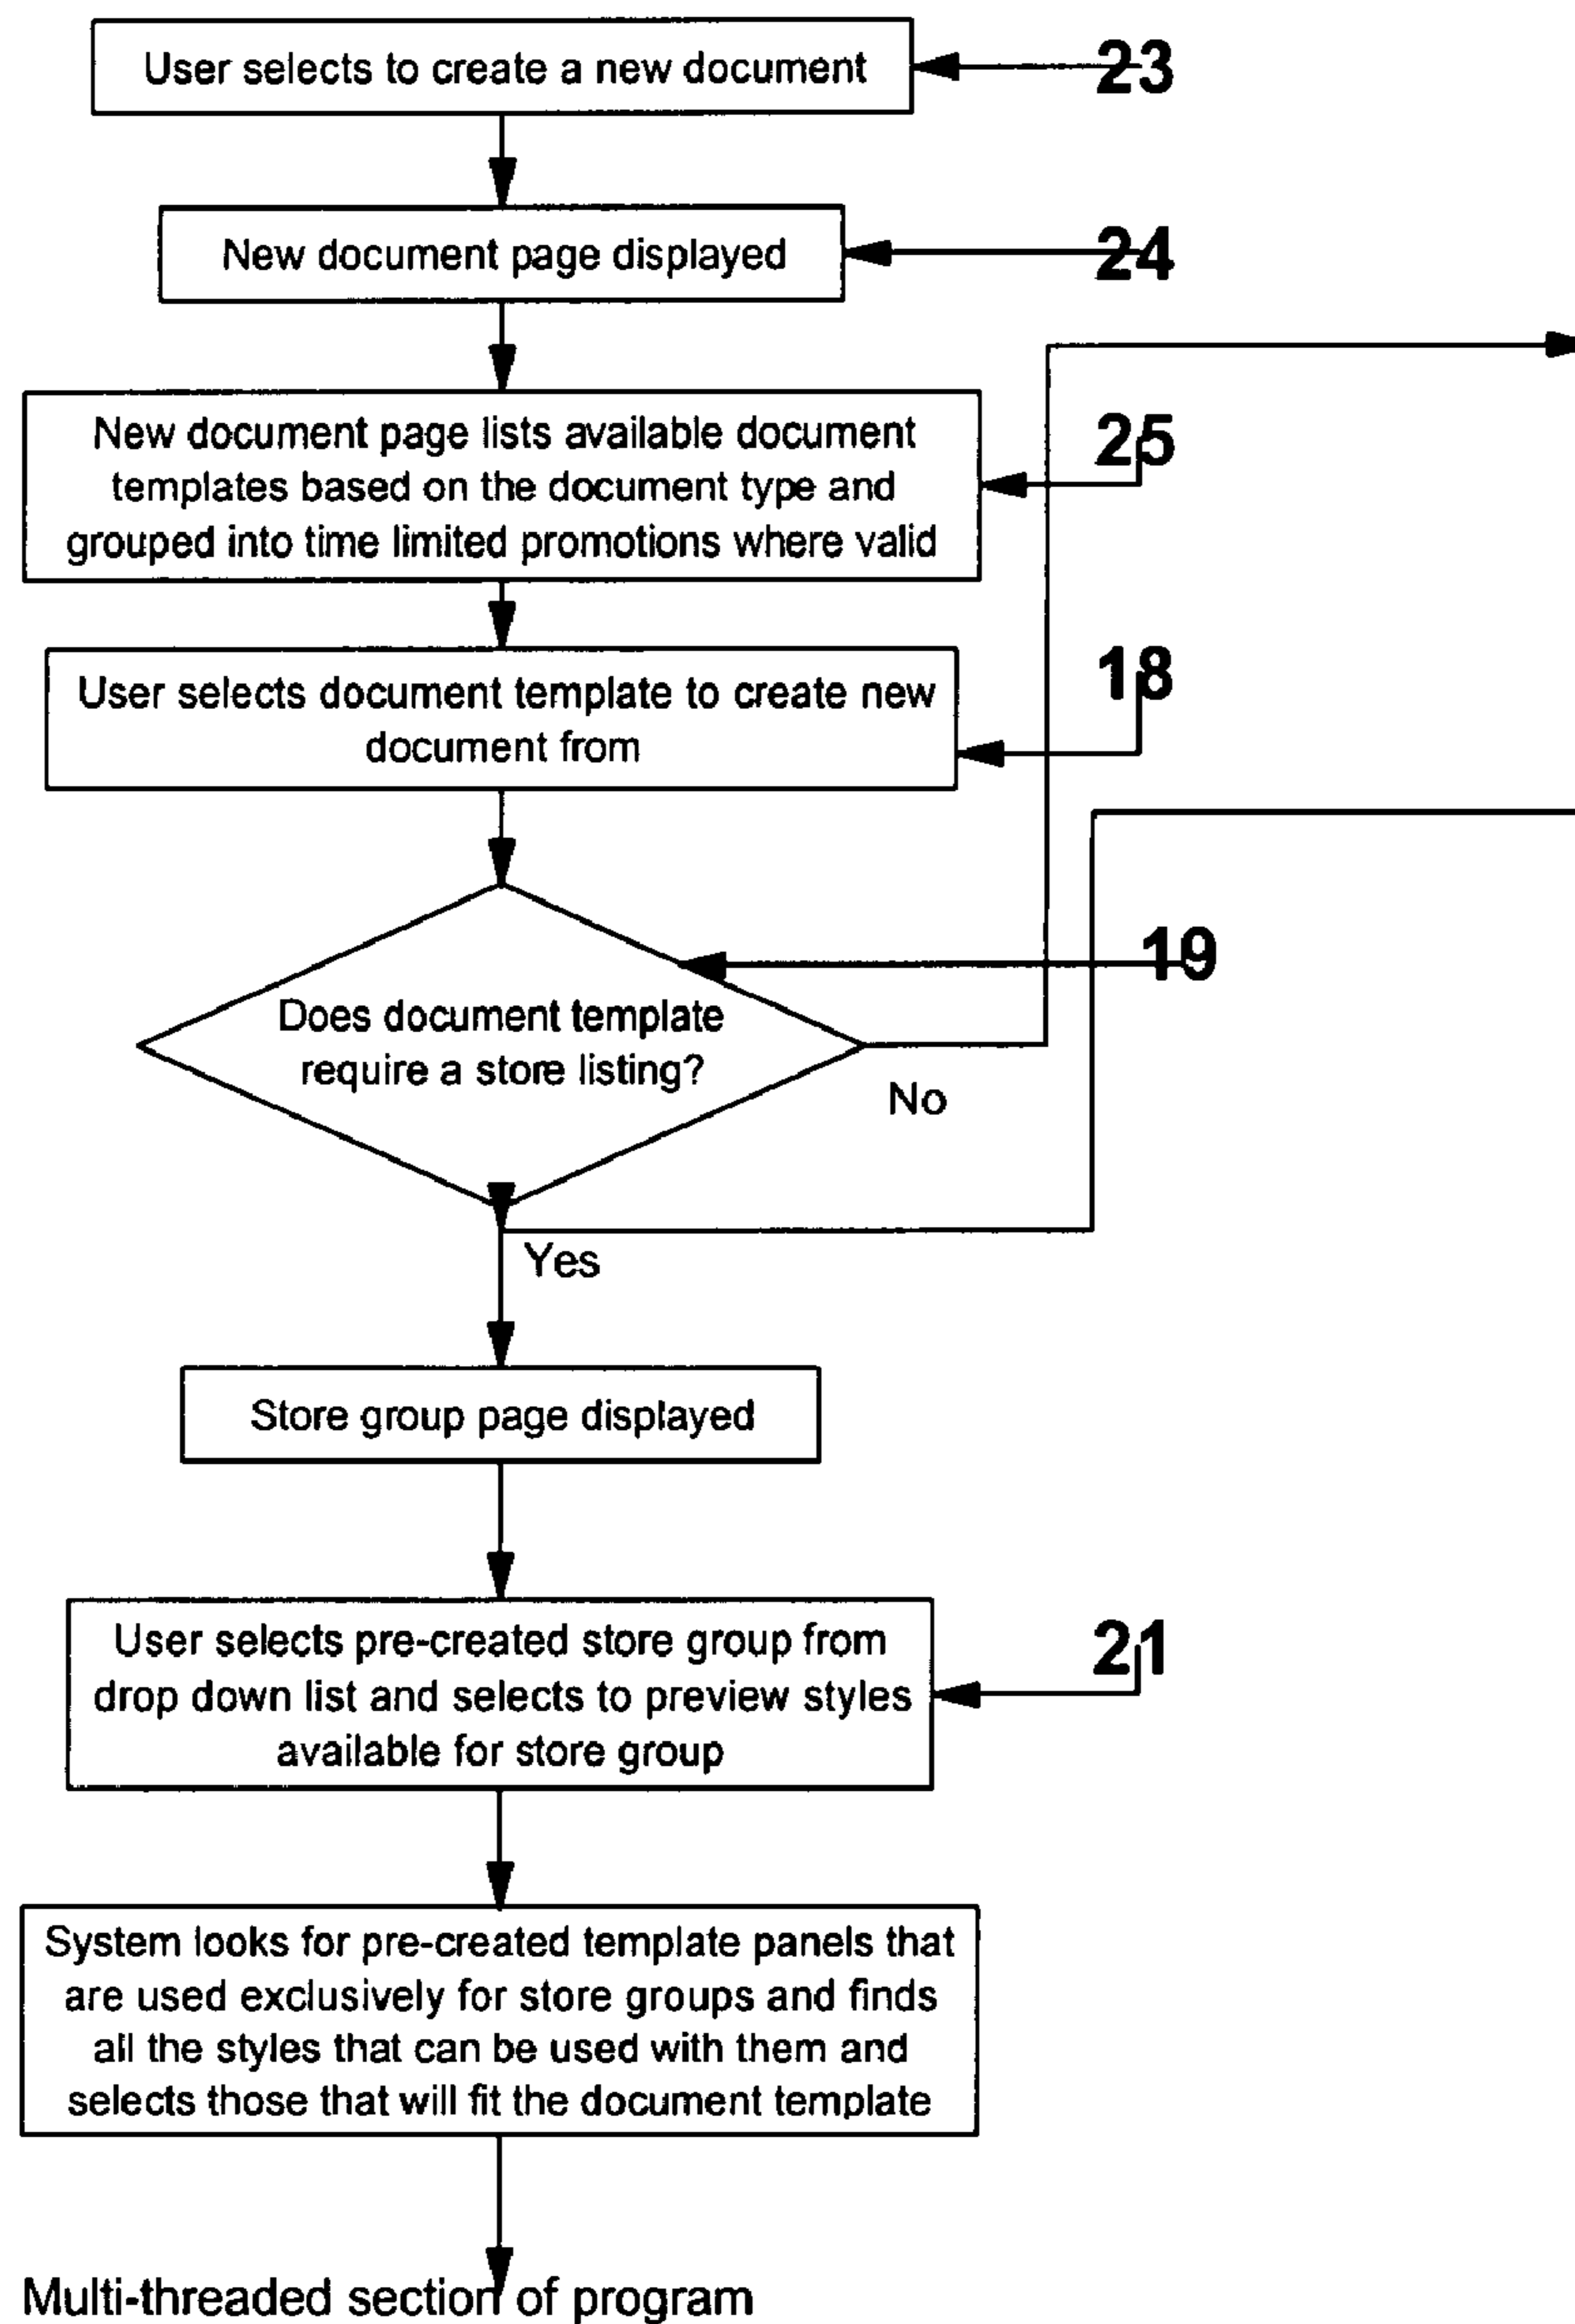 User selects to create a new document
23
New document page displayed
24
New document page lists available document
templates based on the document type and
grouped into time limited promotions where valid
25
User selects document template to create new
document from
18
19
Does document template
require a store listing?
No
Yes
Store group page displayed
User selects pre-created store group from
drop down list and selects to preview styles
available for store group
21
System looks for pre-created template panels that
are used exclusively for store groups and finds
all the styles that can be used with them and
selects those that will fit the document template
Multi-threaded section of program